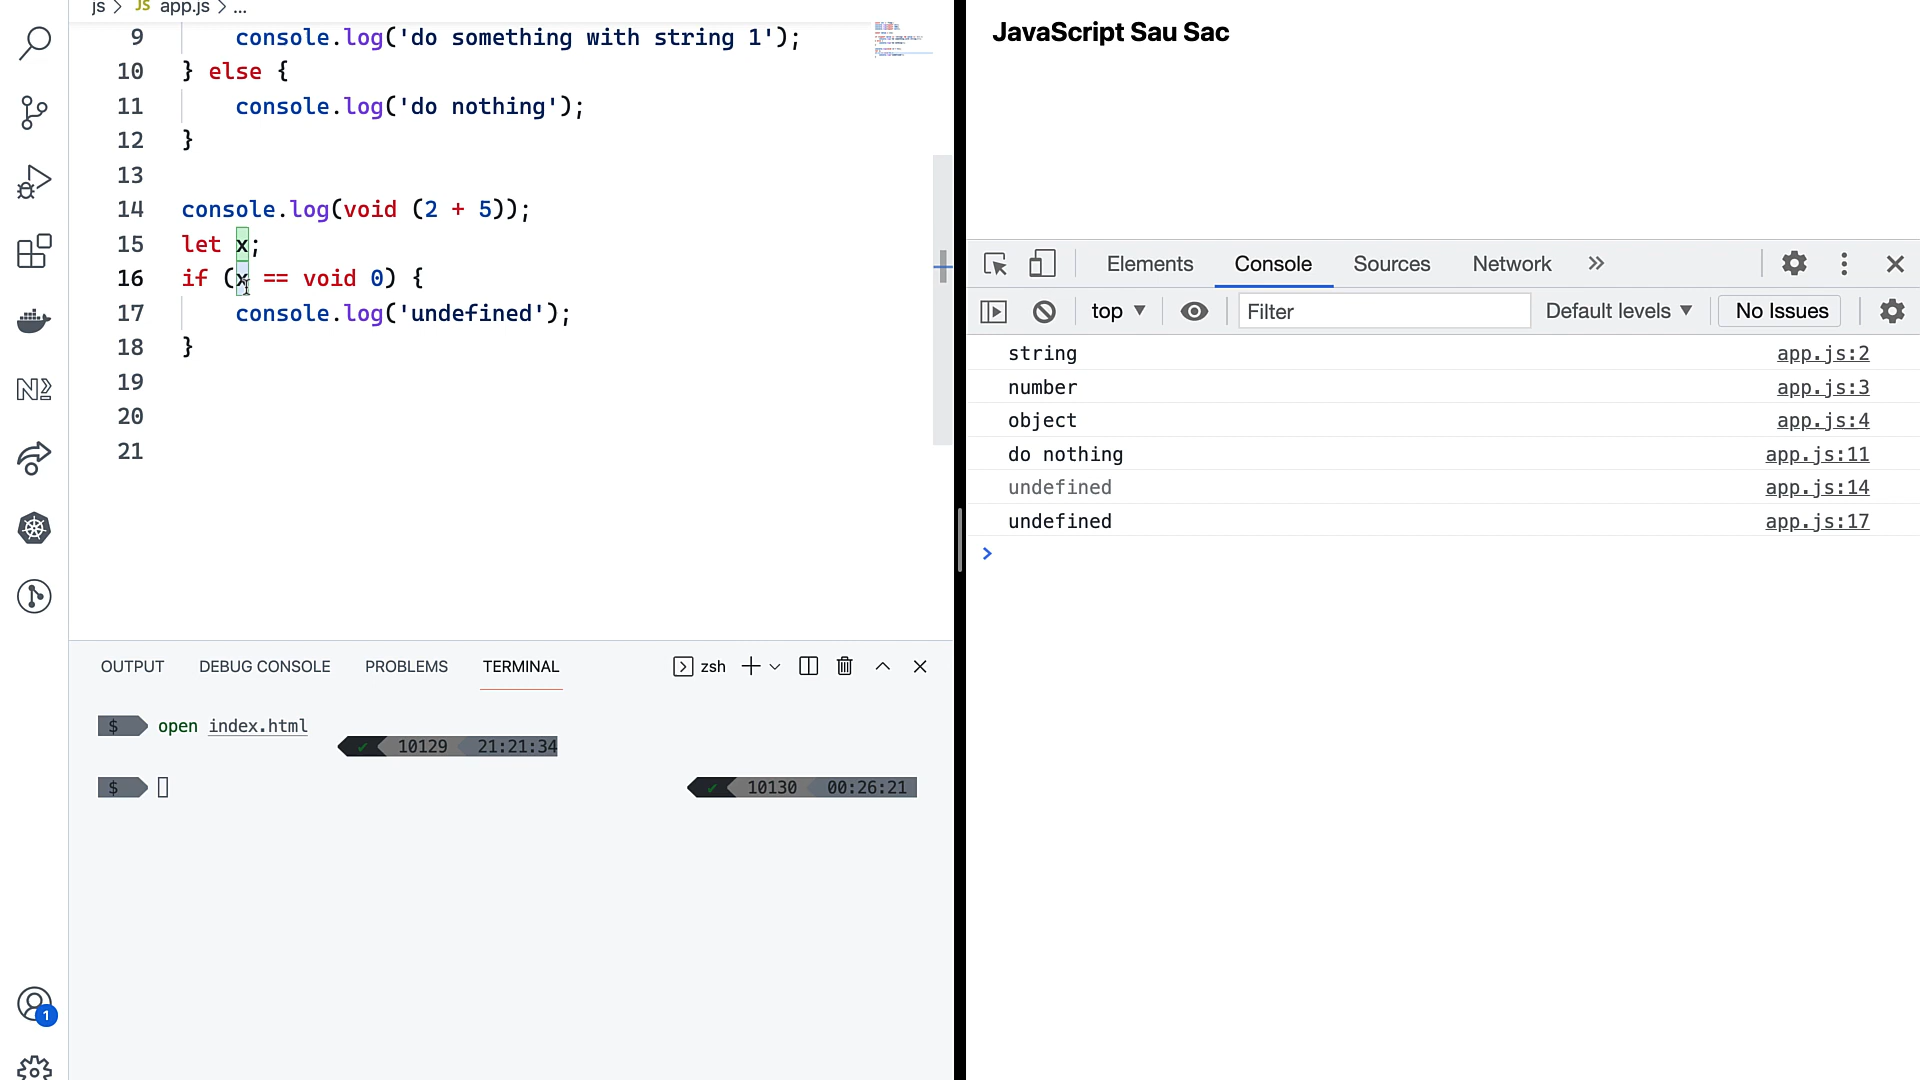 js > JS app.js > ...
9 console.log('do something with string 1');
10 } else {
11 console.log('do nothing');
12 }
13
14 console.log(void (2 + 5));
15 let x;
16 if (x == void 0) {
17 console.log('undefined');
18 }
19
20
21
OUTPUT DEBUG CONSOLE PROBLEMS TERMINAL zsh
$ open index.html
✓ 10129 21:21:34
$ ✓ 10130 00:26:21
1
JavaScript Sau Sac
Elements Console Sources Network »
top ▼ Filter Default levels ▼ No Issues
string app.js:2
number app.js:3
object app.js:4
do nothing app.js:11
undefined app.js:14
undefined app.js:17
>